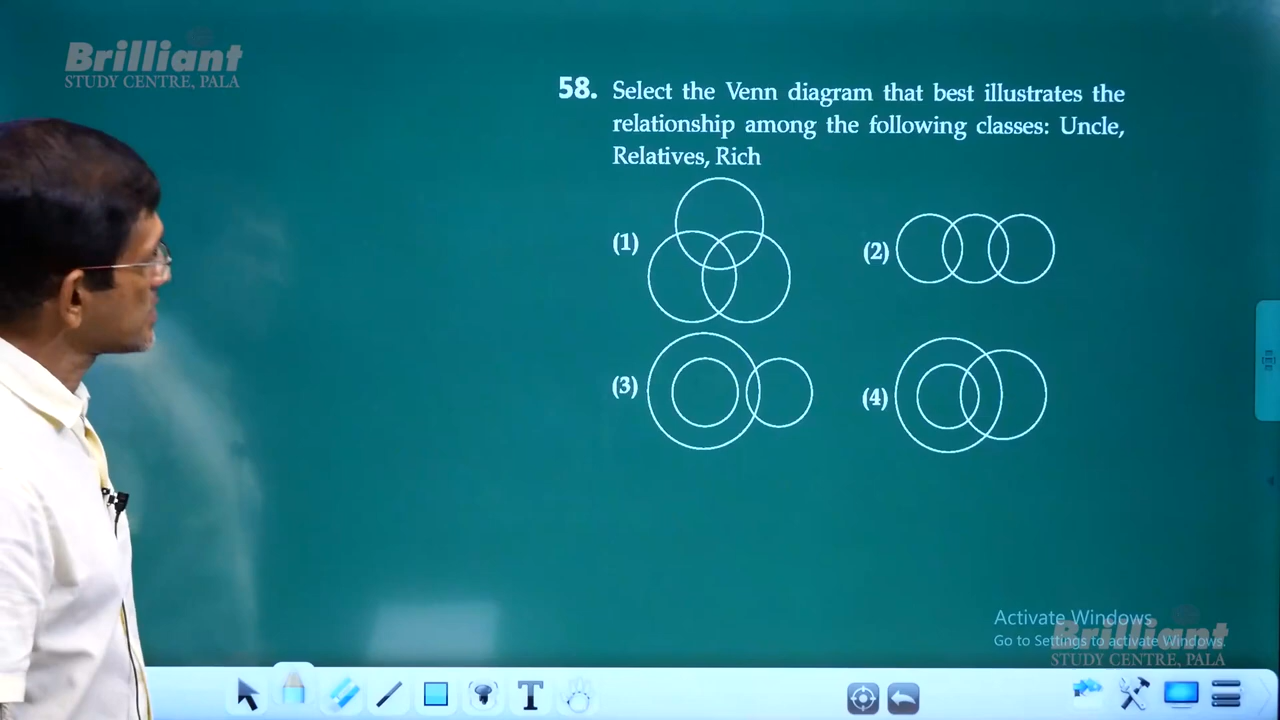 Brilliant
STUDY CENTRE, PALA
58. Select the Venn diagram that best illustrates the
relationship among the following classes: Uncle,
Relatives, Rich
(1)
(2)
(3)
(4)
Activate Windows
Go to Settings to activate Windows.
Brilliant
STUDY CENTRE, PALA
T